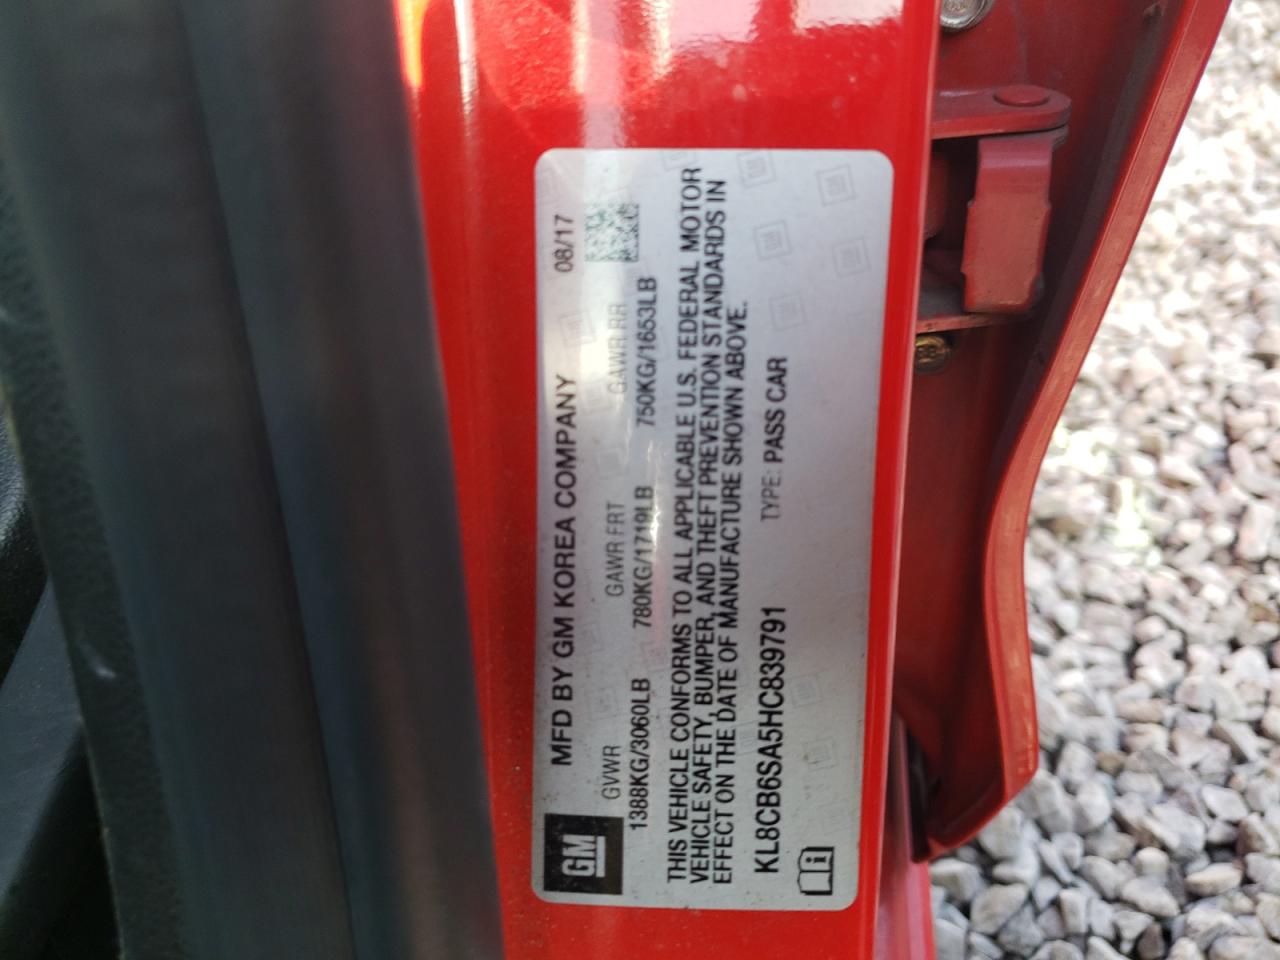 GM
MFD BY GM KOREA COMPANY 08/17
GVWR GAWR FRT GAWR RR
1388KG/3060LB 780KG/1719LB 750KG/1653LB
THIS VEHICLE CONFORMS TO ALL APPLICABLE U.S. FEDERAL MOTOR
VEHICLE SAFETY, BUMPER, AND THEFT PREVENTION STANDARDS IN
EFFECT ON THE DATE OF MANUFACTURE SHOWN ABOVE.
KL8CB6SA5HC839791 TYPE: PASS CAR